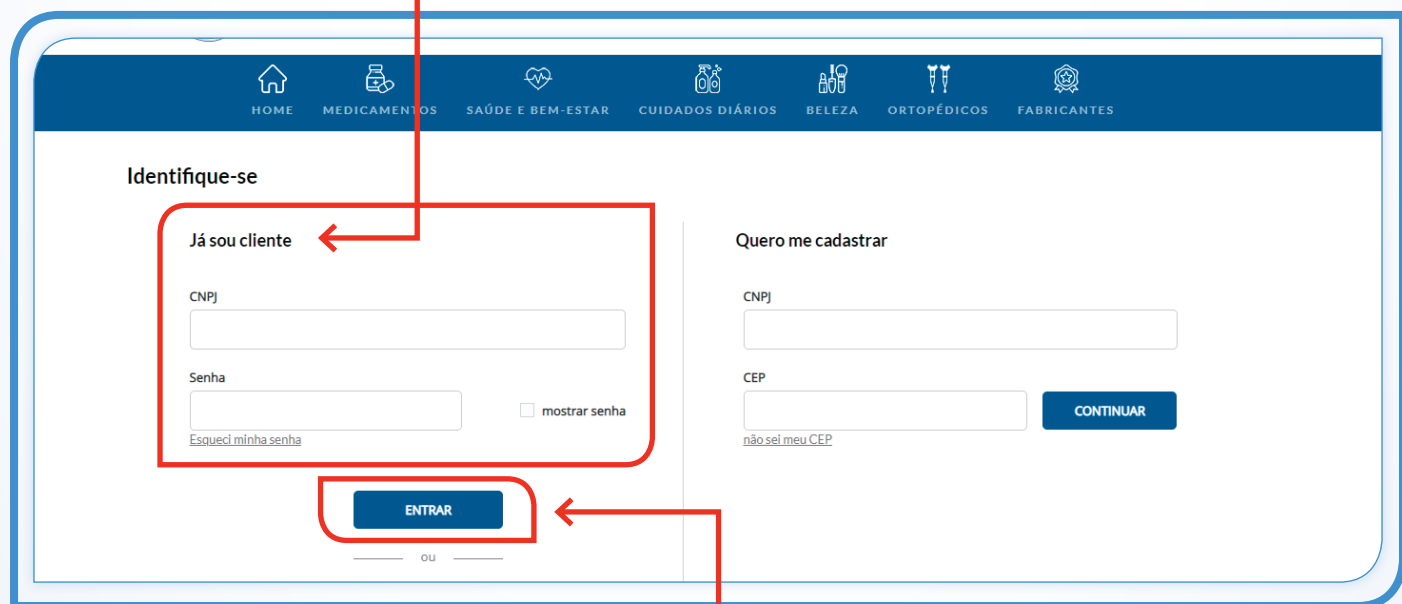 HOME MEDICAMENTOS SAÚDE E BEM-ESTAR CUIDADOS DIÁRIOS BELEZA ORTOPÉDICOS FABRICANTES
Identifique-se
Já sou cliente
CNPJ
Senha
mostrar senha
Esqueci minha senha
ENTRAR
ou
Quero me cadastrar
CNPJ
CEP
CONTINUAR
não sei meu CEP